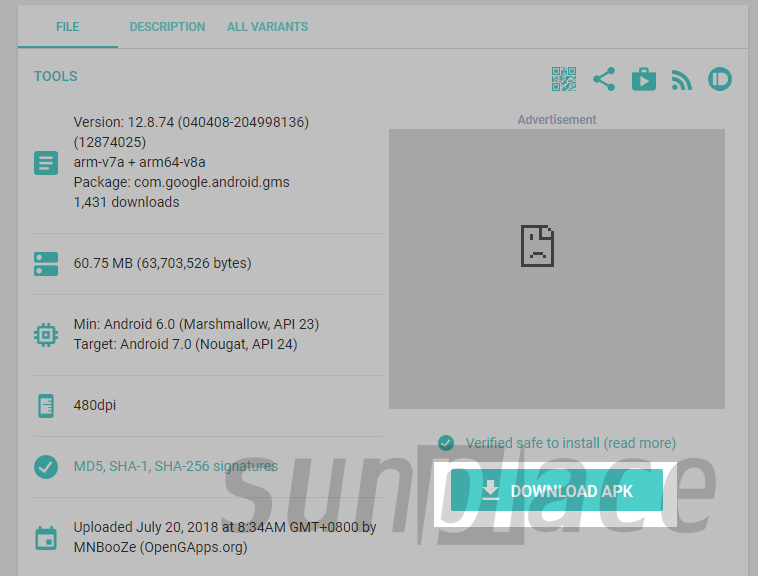 FILE DESCRIPTION ALL VARIANTS
TOOLS
Version: 12.8.74 (040408-204998136)
(12874025)
arm-v7a + arm64-v8a
Package: com.google.android.gms
1,431 downloads
60.75 MB (63,703,526 bytes)
Min: Android 6.0 (Marshmallow, API 23)
Target: Android 7.0 (Nougat, API 24)
480dpi
MD5, SHA-1, SHA-256 signatures
Uploaded July 20, 2018 at 8:34AM GMT+0800 by
MNBooZe (OpenGApps.org)
Advertisement
Verified safe to install (read more)
DOWNLOAD APK
sunplace